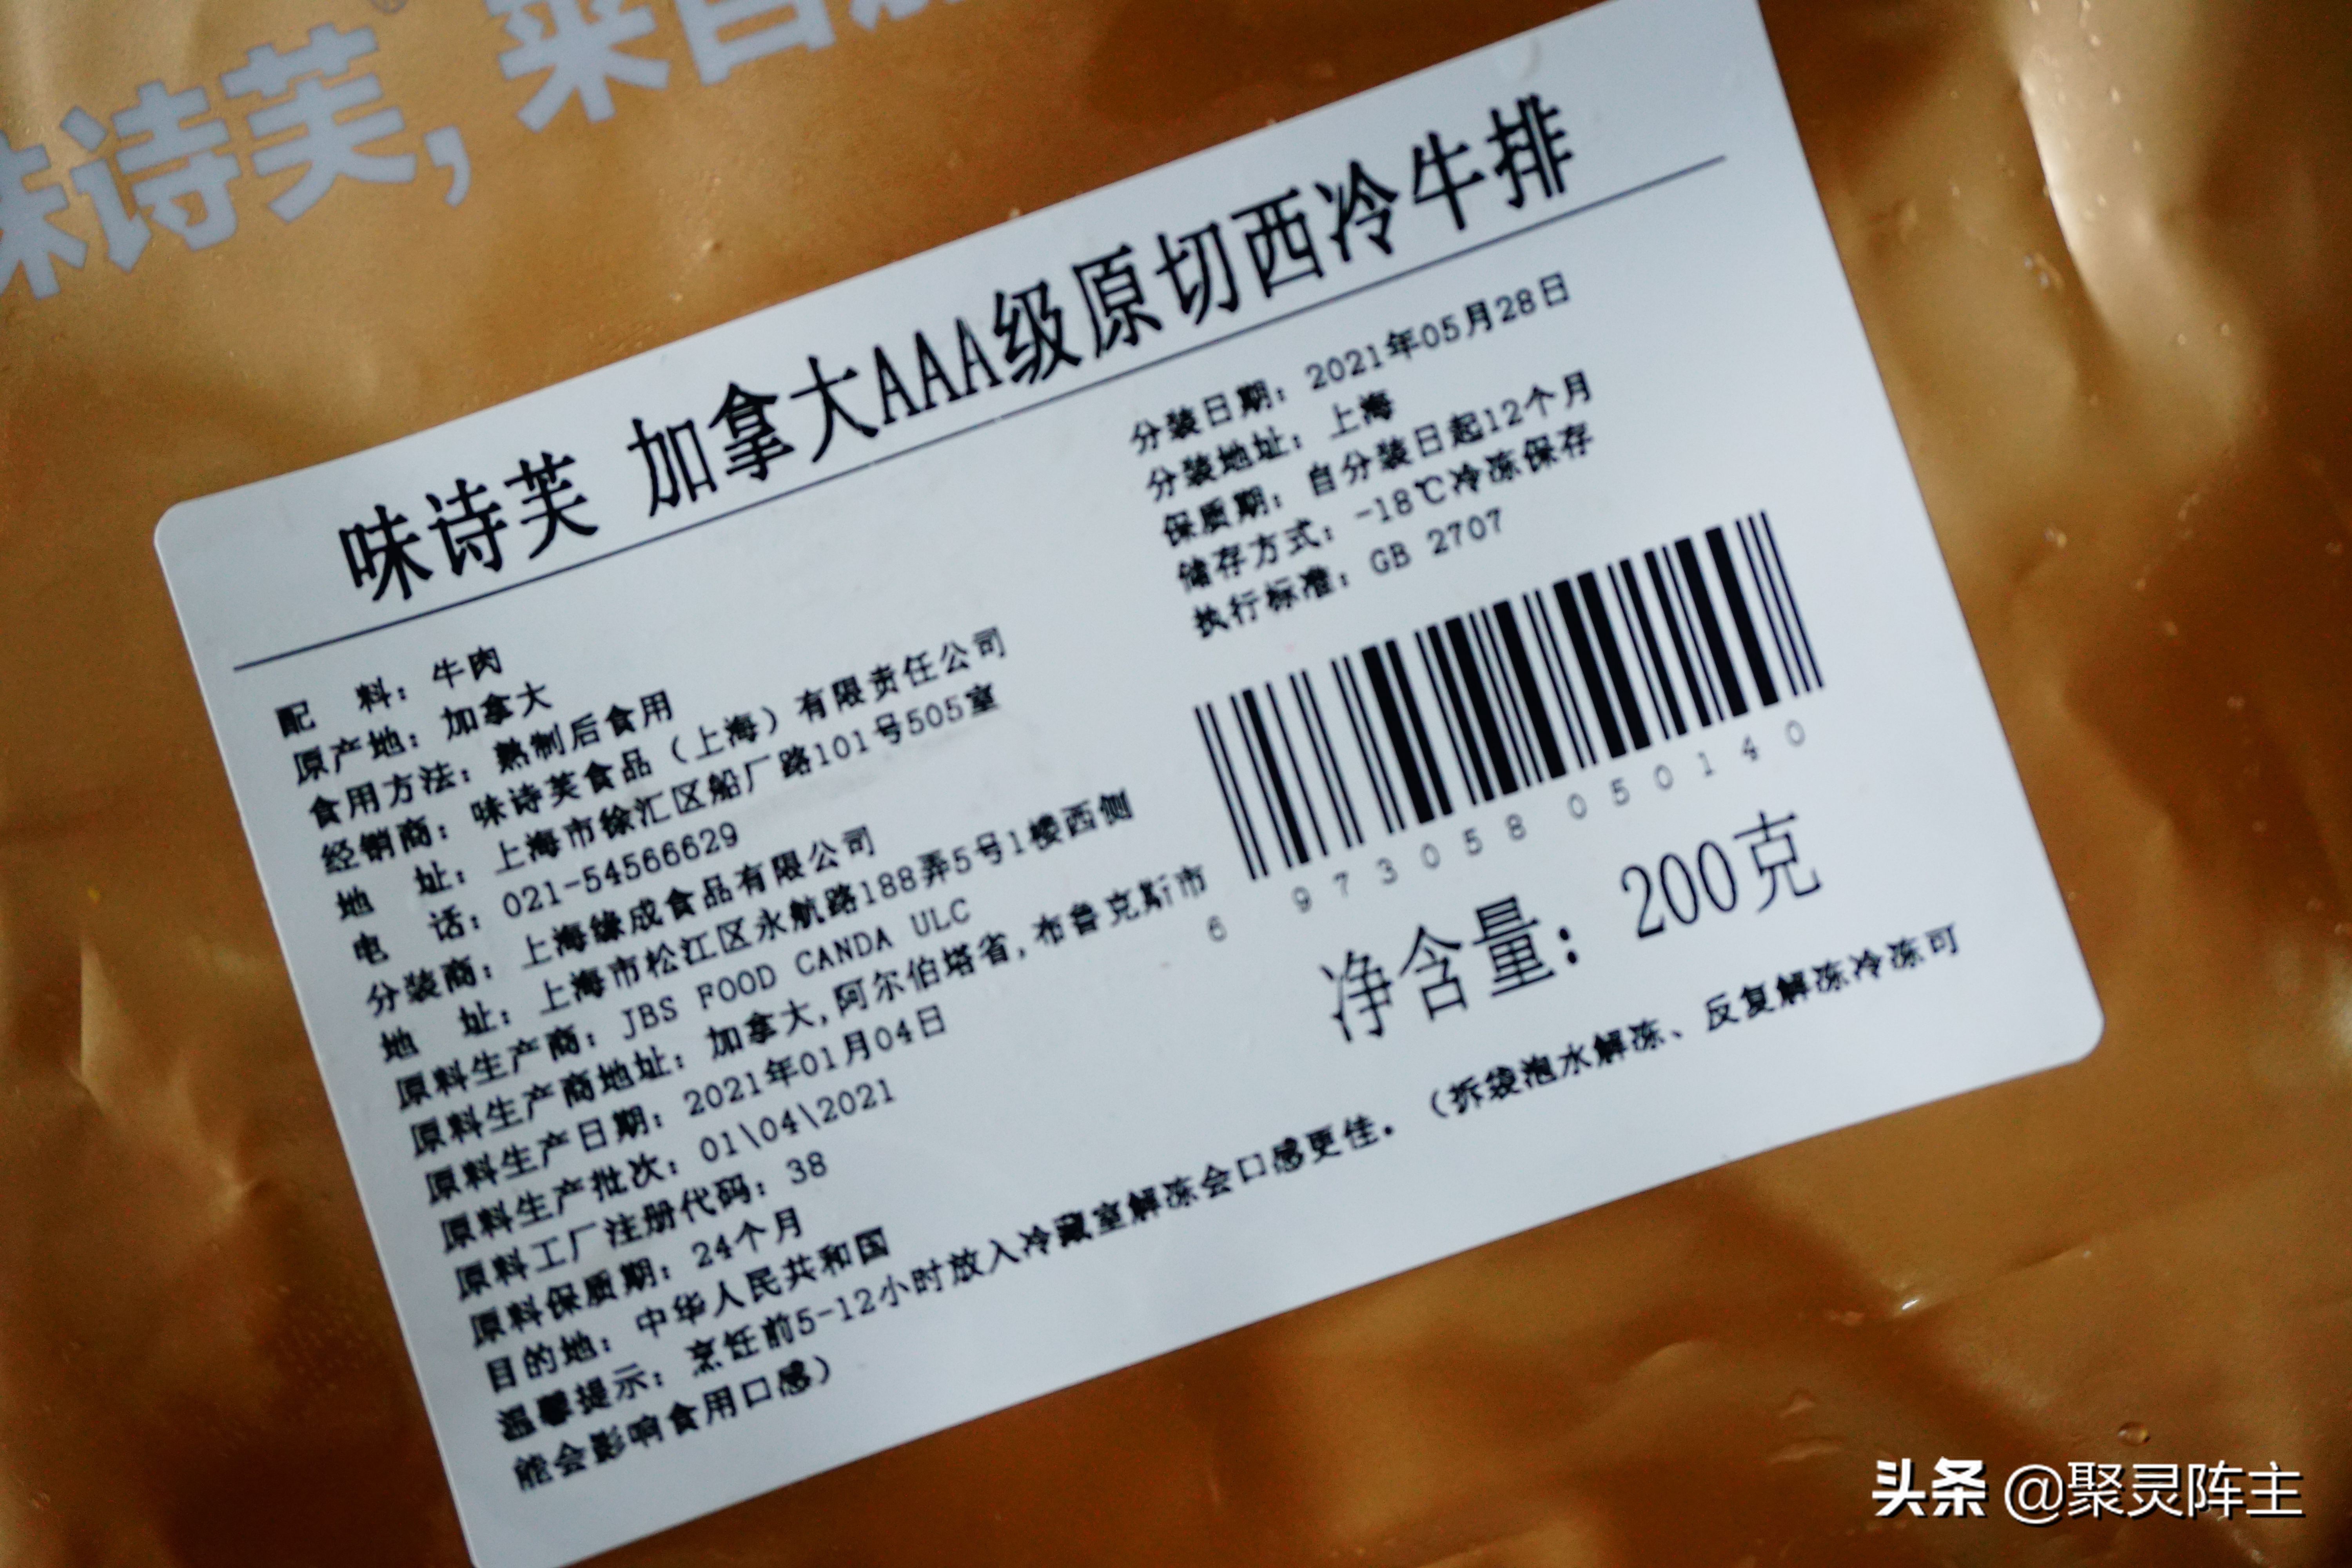 味诗芙，来自加
味诗芙 加拿大AAA级原切西冷牛排
配 料：牛肉
原产地：加拿大
食用方法：熟制后食用
经销商：味诗芙食品（上海）有限责任公司
地 址：上海市徐汇区船厂路101号505室
电 话：021-54566629
分装商：上海缘成食品有限公司
地 址：上海市松江区永航路188弄5号1楼西侧
原料生产商：JBS FOOD CANDA ULC
原料生产商地址：加拿大,阿尔伯塔省,布鲁克斯市
原料生产日期：2021年01月04日
原料生产批次：01\04\2021
原料工厂注册代码：38
原料保质期：24个月
目的地：中华人民共和国
温馨提示：烹饪前5-12小时放入冷藏室解冻会口感更佳。（拆袋泡水解冻、反复解冻冷冻可
能会影响食用口感）
分装日期：2021年05月28日
分装地址：上海
保质期：自分装日起12个月
储存方式：-18℃冷冻保存
执行标准：GB 2707
6 973058 050140
净含量：200克
头条 @聚灵阵主